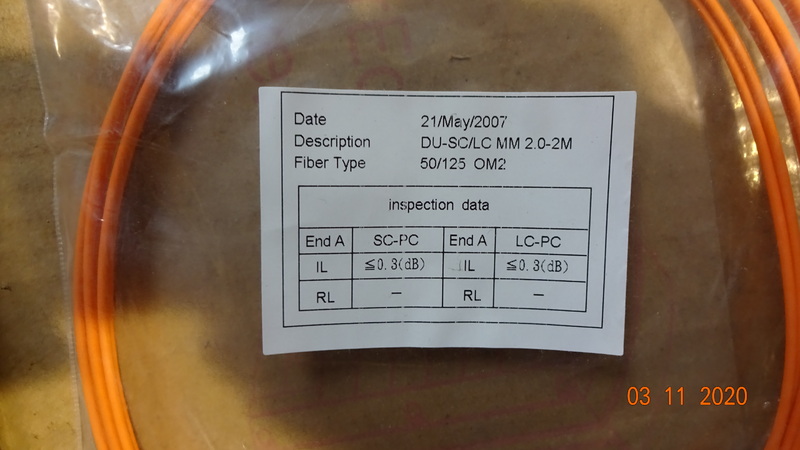 Date 21/May/2007
Description DU-SC/LC MM 2.0-2M
Fiber Type 50/125 OM2
inspection data
End A SC-PC End A LC-PC
IL ≦0.3(dB) IL ≦0.3(dB)
RL — RL —
03 11 2020